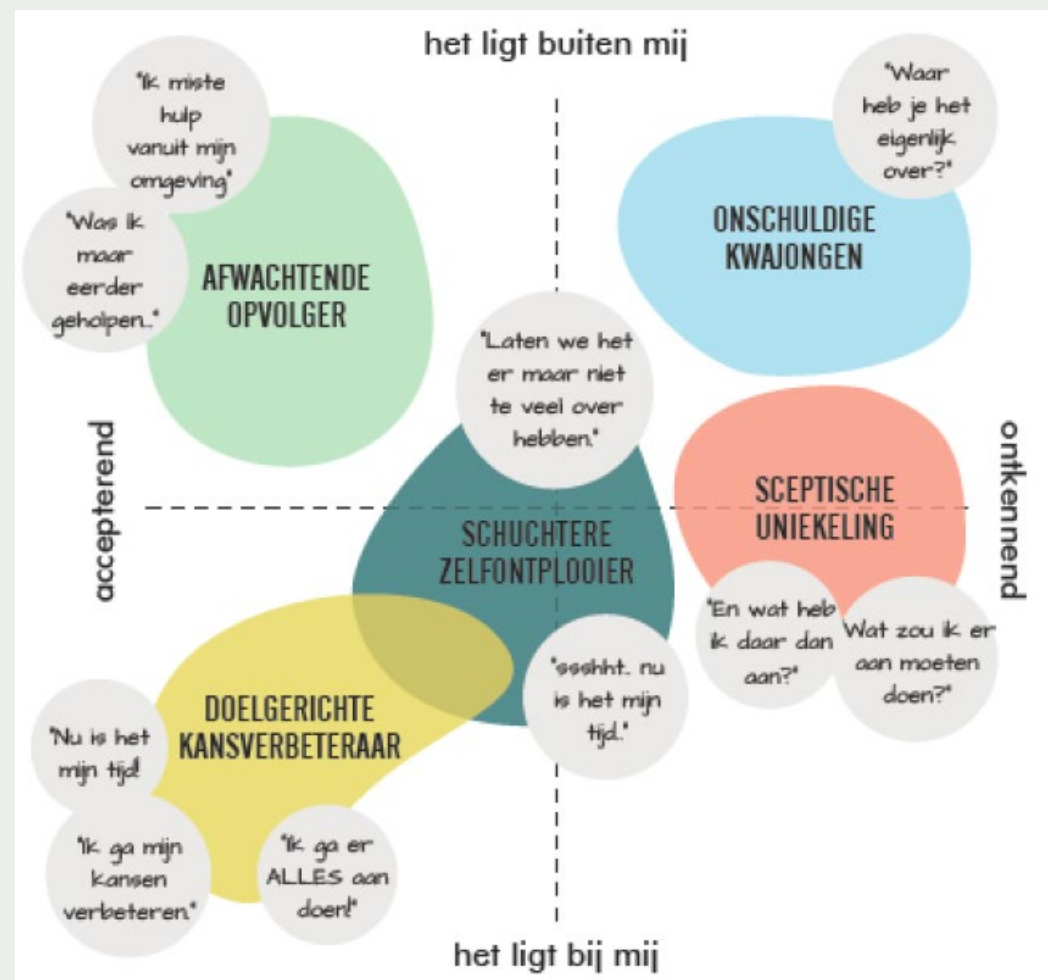 het ligt buiten mij
"Ik miste
hulp
vanuit mijn
omgeving"
"Was ik
maar
eerder
geholpen.."
AFWACHTENDE
OPVOLGER
"Waar
heb je het
eigenlijk
over?"
ONSCHULDIGE
KWAJONGEN
"Laten we het
er maar niet
te veel over
hebben."
accepterend
ontkennend
SCEPTISCHE
UNIEKELING
SCHUCHTERE
ZELFONTPLOOIER
"En wat heb
ik daar dan
aan?"
Wat zou ik er
aan moeten
doen?"
"ssshht.. nu
is het mijn
tijd."
DOELGERICHTE
KANSVERBETERAAR
"Nu is het
mijn tijd!
"Ik ga mijn
kansen
verbeteren."
"Ik ga er
ALLES aan
doen!"
het ligt bij mij